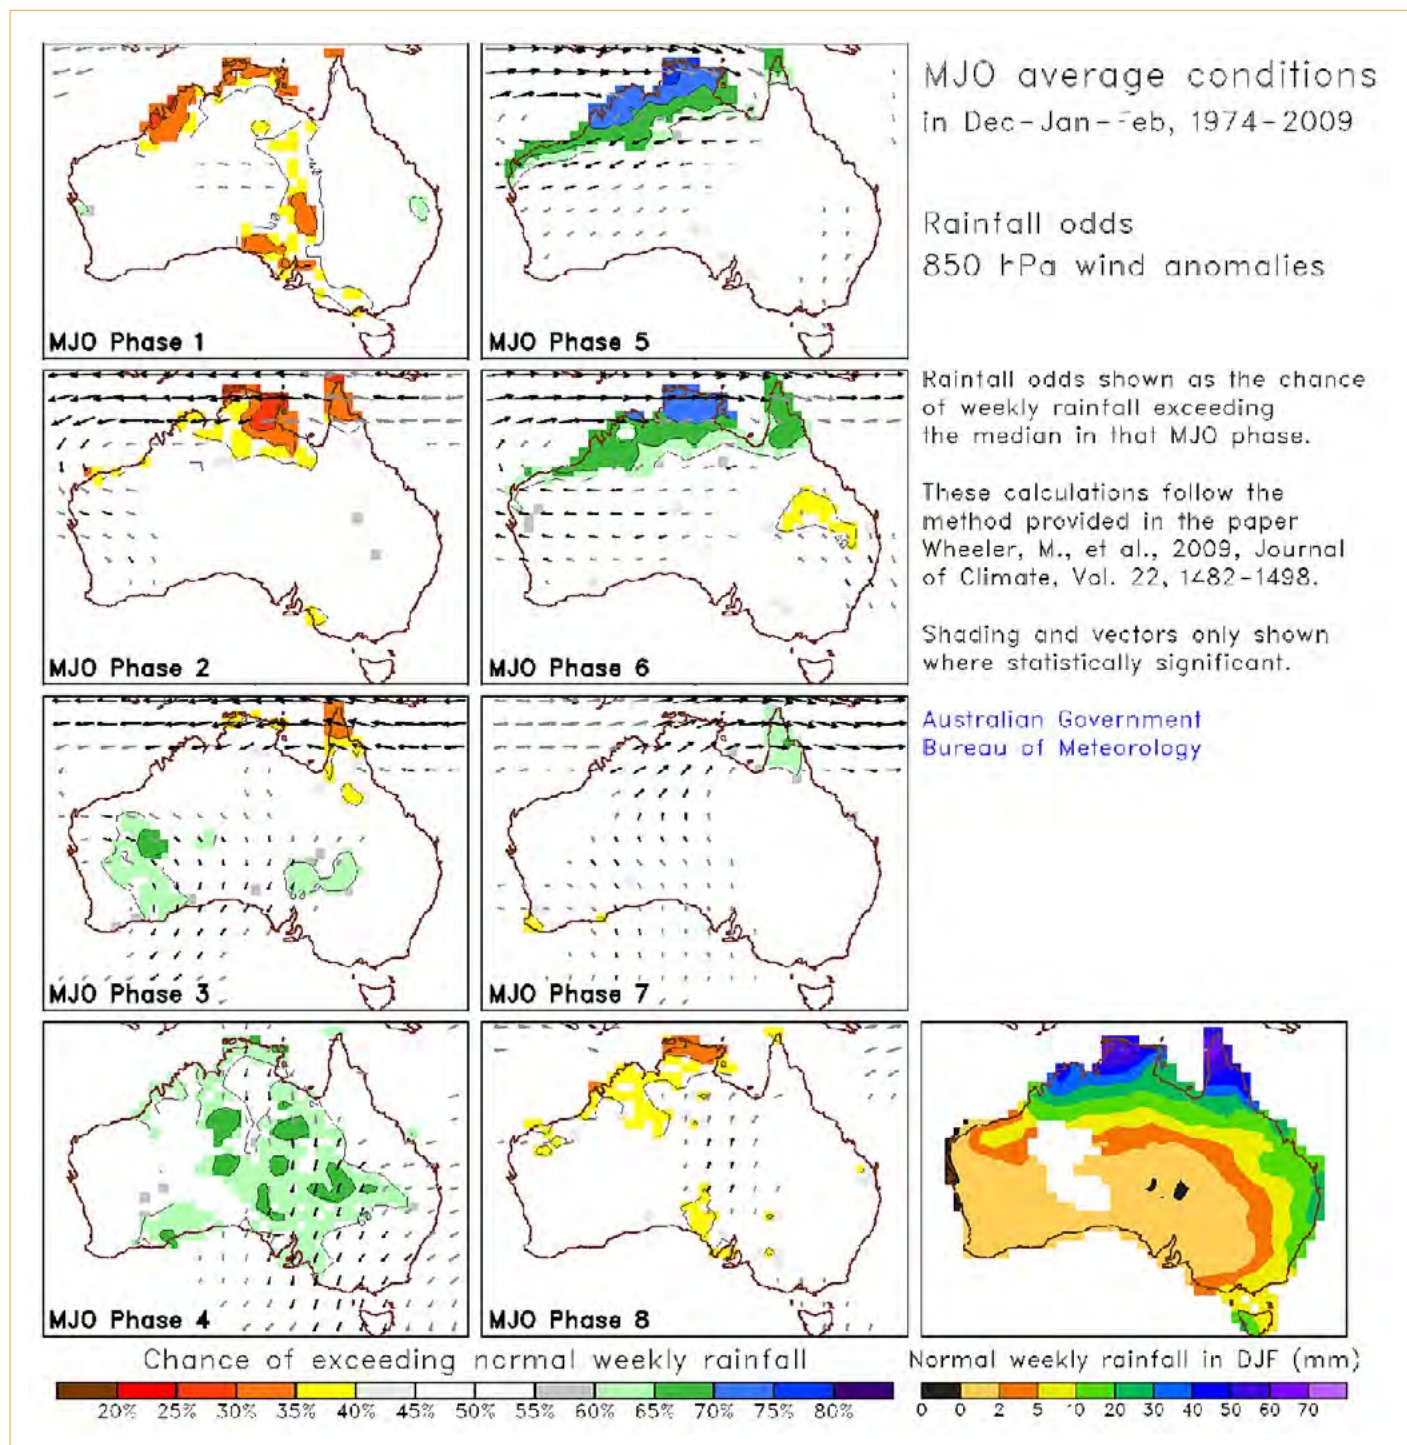 MJO average conditions
in Dec-Jan-Feb, 1974-2009
Rainfall odds
850 hPa wind anomalies
Rainfall odds shown as the chance
of weekly rainfall exceeding
the median in that MJO phase.
These calculations follow the
method provided in the paper
Wheeler, M., et al., 2009, Journal
of Climate, Vol. 22, 1482-1498.
Shading and vectors only shown
where statistically significant.
Australian Government
Bureau of Meteorology
MJO Phase 1
MJO Phase 5
MJO Phase 2
MJO Phase 6
MJO Phase 3
MJO Phase 7
MJO Phase 4
MJO Phase 8
Chance of exceeding normal weekly rainfall
20% 25% 30% 35% 40% 45% 50% 55% 60% 65% 70% 75% 80%
Normal weekly rainfall in DJF (mm)
0 0 2 5 10 20 30 40 50 60 70